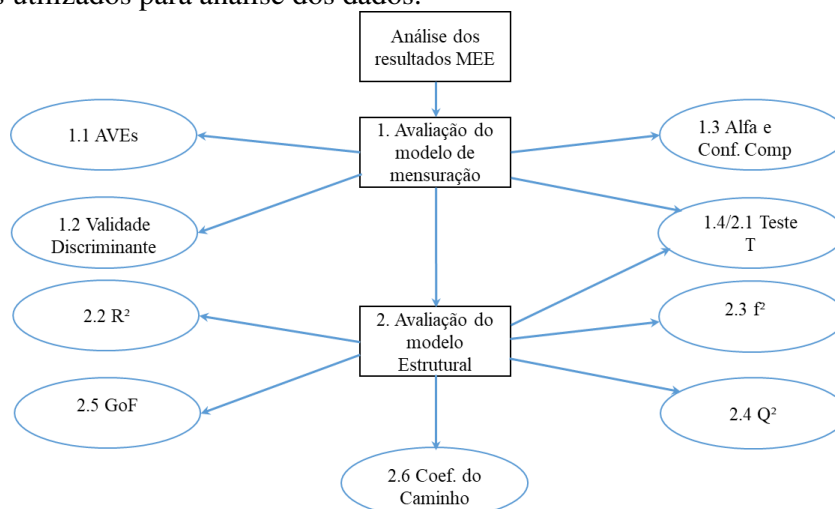 utilizados para análise dos dados.
Análise dos
resultados MEE
1.1 AVEs
1. Avaliação do
modelo de
mensuração
1.3 Alfa e
Conf. Comp
1.2 Validade
Discriminante
1.4/2.1 Teste
T
2.2 R²
2. Avaliação do
modelo
Estrutural
2.3 f²
2.5 GoF
2.4 Q²
2.6 Coef. do
Caminho